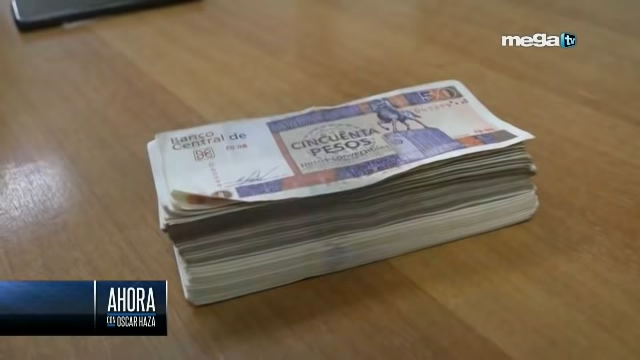 mega tv
Banco
Central de
CINCUENTA
PESOS
50
AHORA
CON
OSCAR HAZA